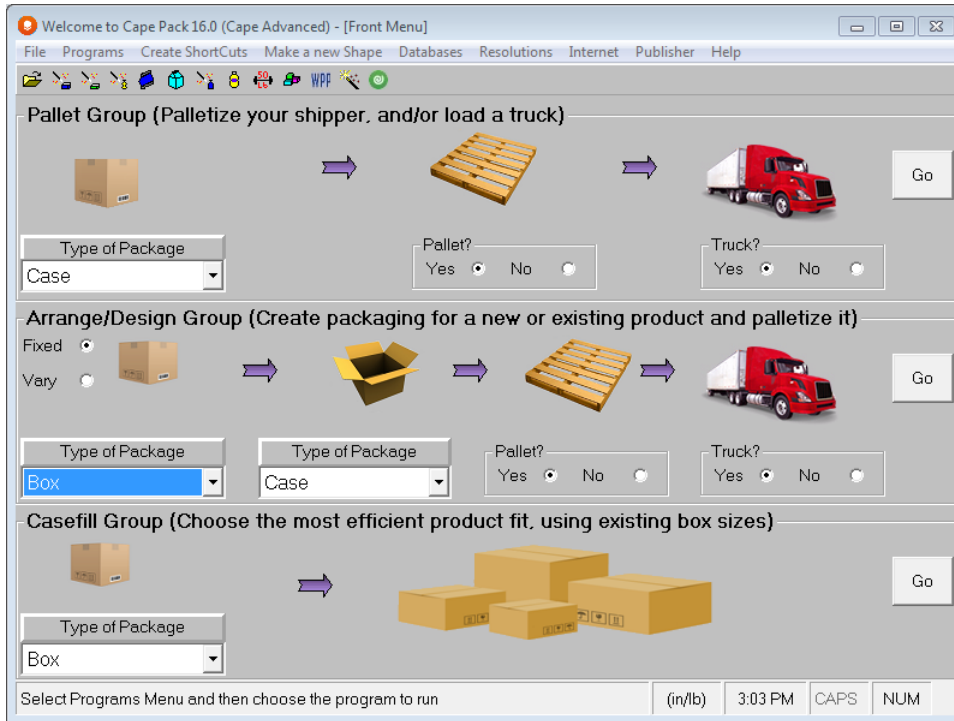 Welcome to Cape Pack 16.0 (Cape Advanced) - [Front Menu]
File Programs Create ShortCuts Make a new Shape Databases Resolutions Internet Publisher Help
WPP
Pallet Group (Palletize your shipper, and/or load a truck)
Go
Type of Package
Case
Pallet?
Yes No
Truck?
Yes No
Arrange/Design Group (Create packaging for a new or existing product and palletize it)
Fixed
Vary
Go
Type of Package
Box
Type of Package
Case
Pallet?
Yes No
Truck?
Yes No
Casefill Group (Choose the most efficient product fit, using existing box sizes)
Go
Type of Package
Box
Select Programs Menu and then choose the program to run (in/lb) 3:03 PM CAPS NUM